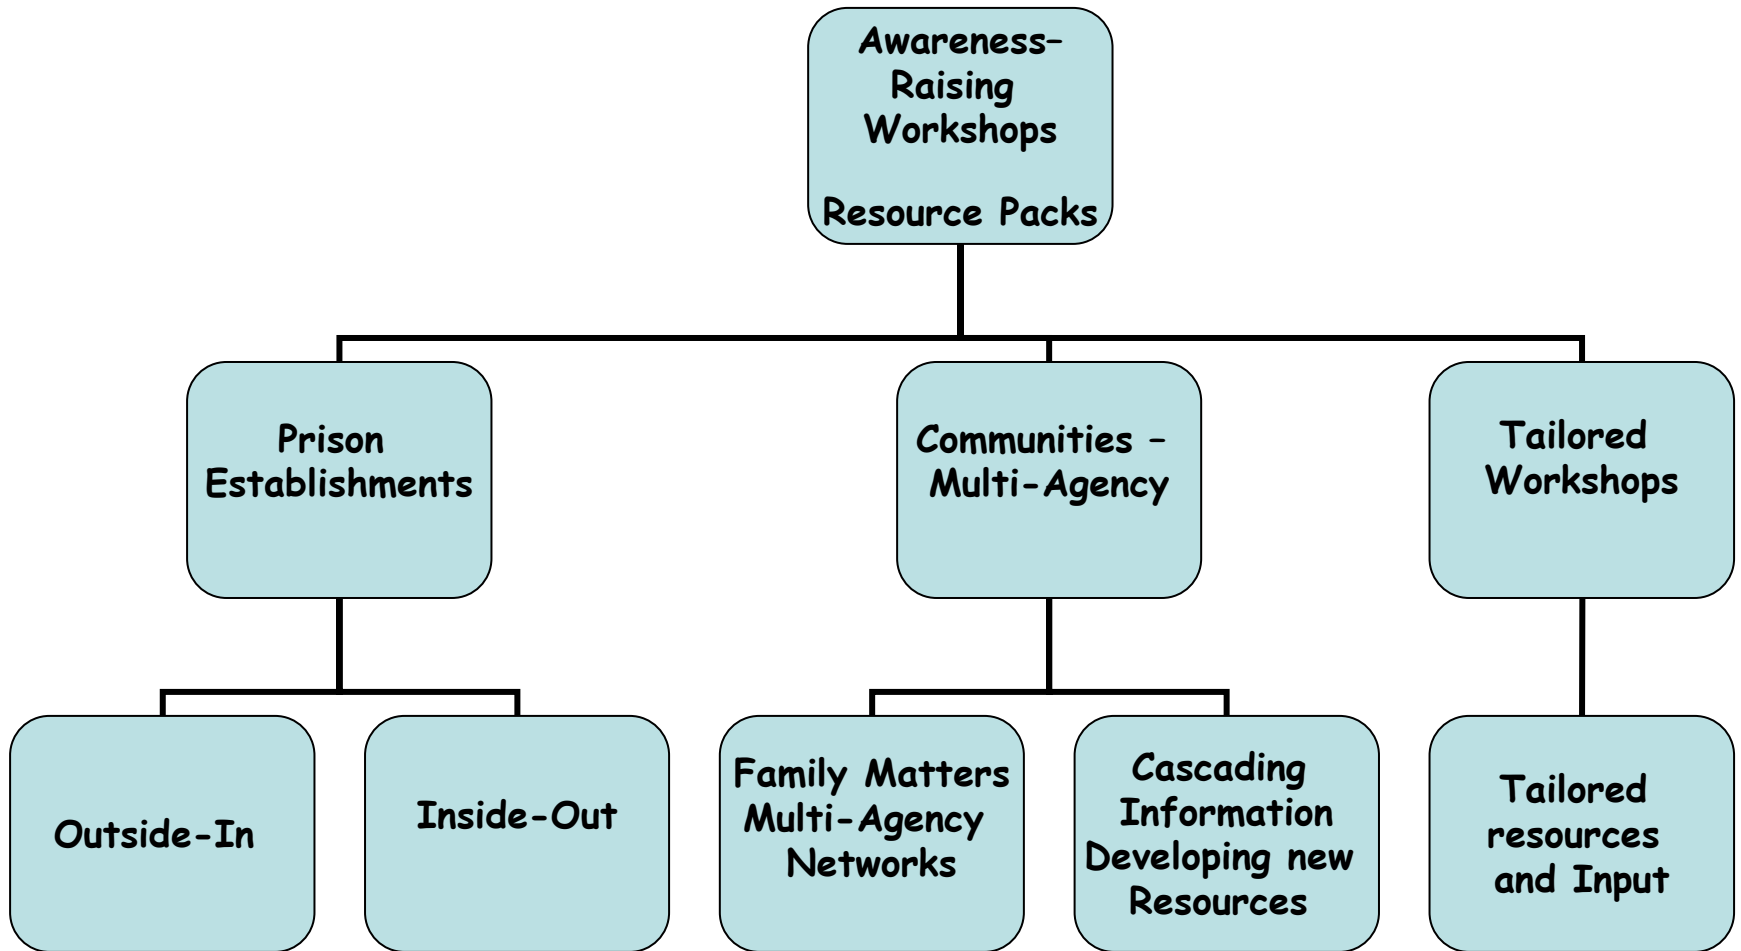 Awareness–
Raising
Workshops
Resource Packs
Prison
Establishments
Communities –
Multi-Agency
Tailored
Workshops
Outside-In
Inside-Out
Family Matters
Multi-Agency
Networks
Cascading
Information
Developing new
Resources
Tailored
resources
and Input